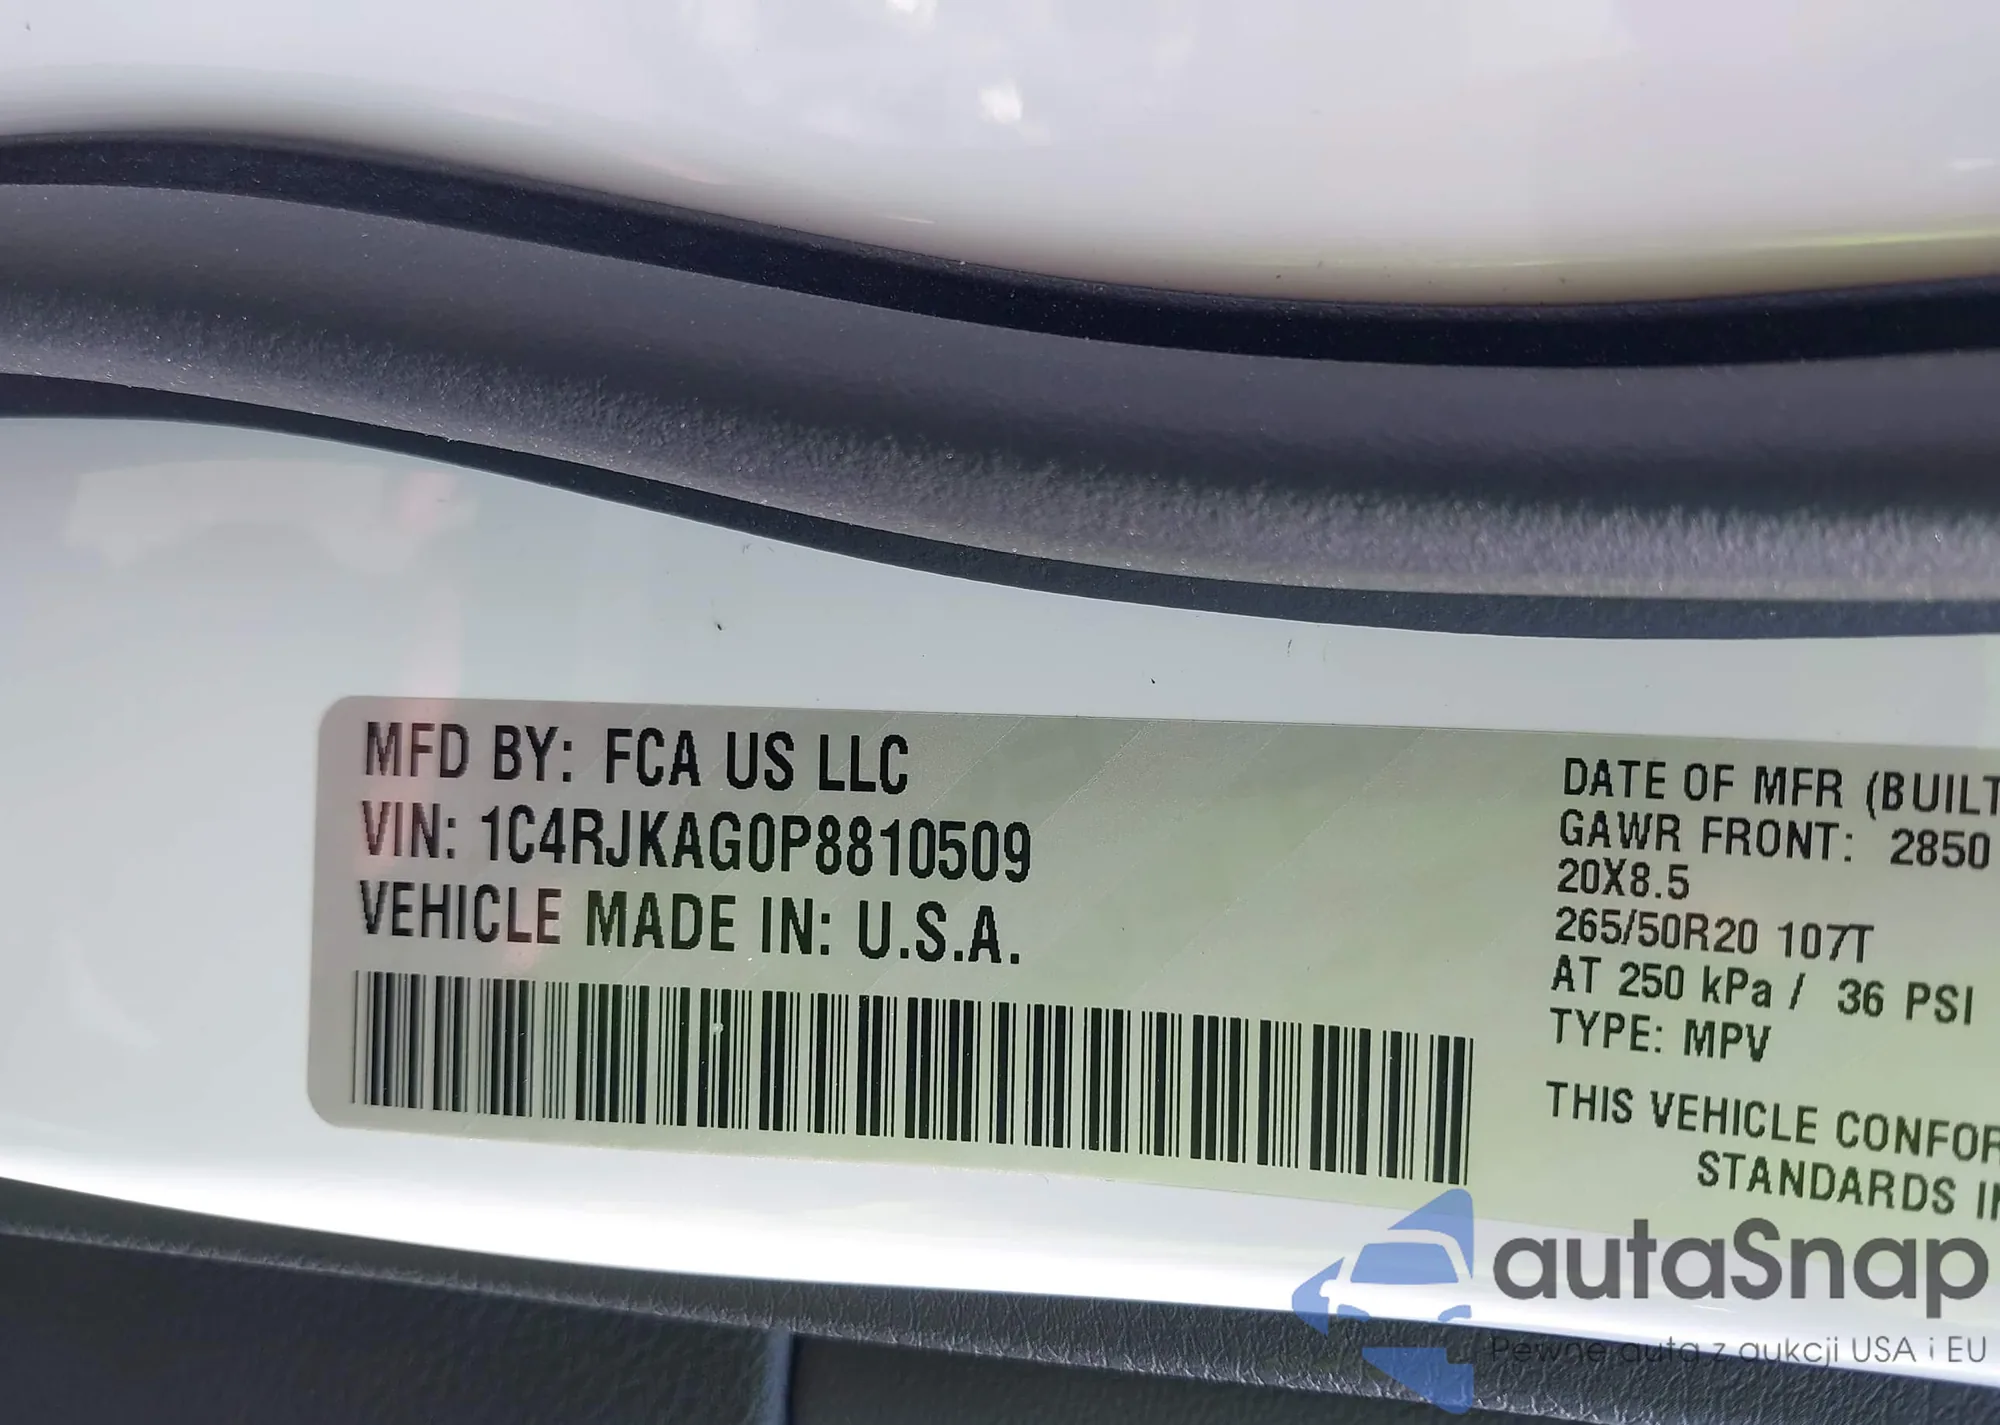 MFD BY: FCA US LLC
VIN: 1C4RJKAG0P8810509
VEHICLE MADE IN: U.S.A.
DATE OF MFR (BUILT
GAWR FRONT: 2850
20X8.5
265/50R20 107T
AT 250 kPa / 36 PSI
TYPE: MPV
THIS VEHICLE CONFOR
STANDARDS IN
autaSnap
Pewne auta z aukcji USA i EU